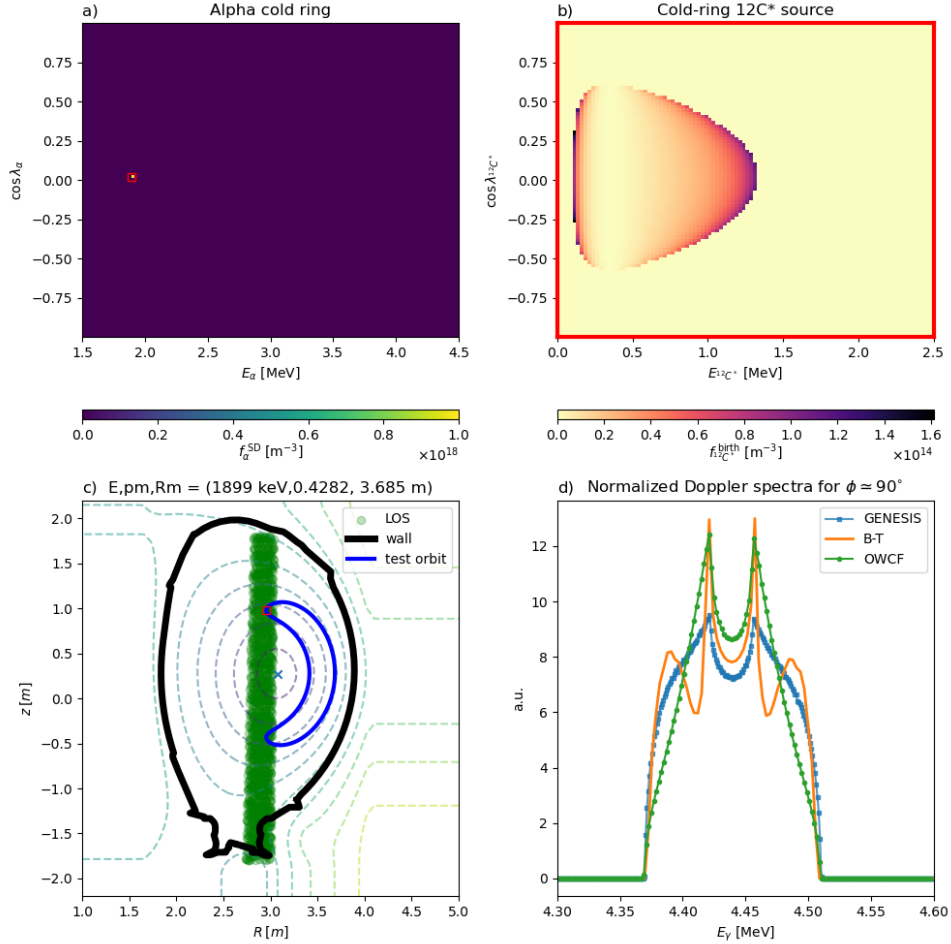 a) Alpha cold ring
0.75
0.50
0.25
0.00
−0.25
−0.50
−0.75
cos λα
1.5 2.0 2.5 3.0 3.5 4.0 4.5
Eα [MeV]
0.0 0.2 0.4 0.6 0.8 1.0
×10¹⁸
fα^SD [m⁻³]
b) Cold-ring 12C* source
0.75
0.50
0.25
0.00
−0.25
−0.50
−0.75
cos λ¹²C*
0.0 0.5 1.0 1.5 2.0 2.5
E¹²C* [MeV]
0.0 0.2 0.4 0.6 0.8 1.0 1.2 1.4 1.6
×10¹⁴
f¹²C*^birth [m⁻³]
c) E,pm,Rm = (1899 keV,0.4282, 3.685 m)
LOS
wall
test orbit
2.0
1.5
1.0
0.5
0.0
−0.5
−1.0
−1.5
−2.0
z [m]
1.0 1.5 2.0 2.5 3.0 3.5 4.0 4.5 5.0
R [m]
d) Normalized Doppler spectra for ϕ ≃ 90°
GENESIS
B-T
OWCF
12
10
8
6
4
2
0
a.u.
4.30 4.35 4.40 4.45 4.50 4.55 4.60
Eγ [MeV]